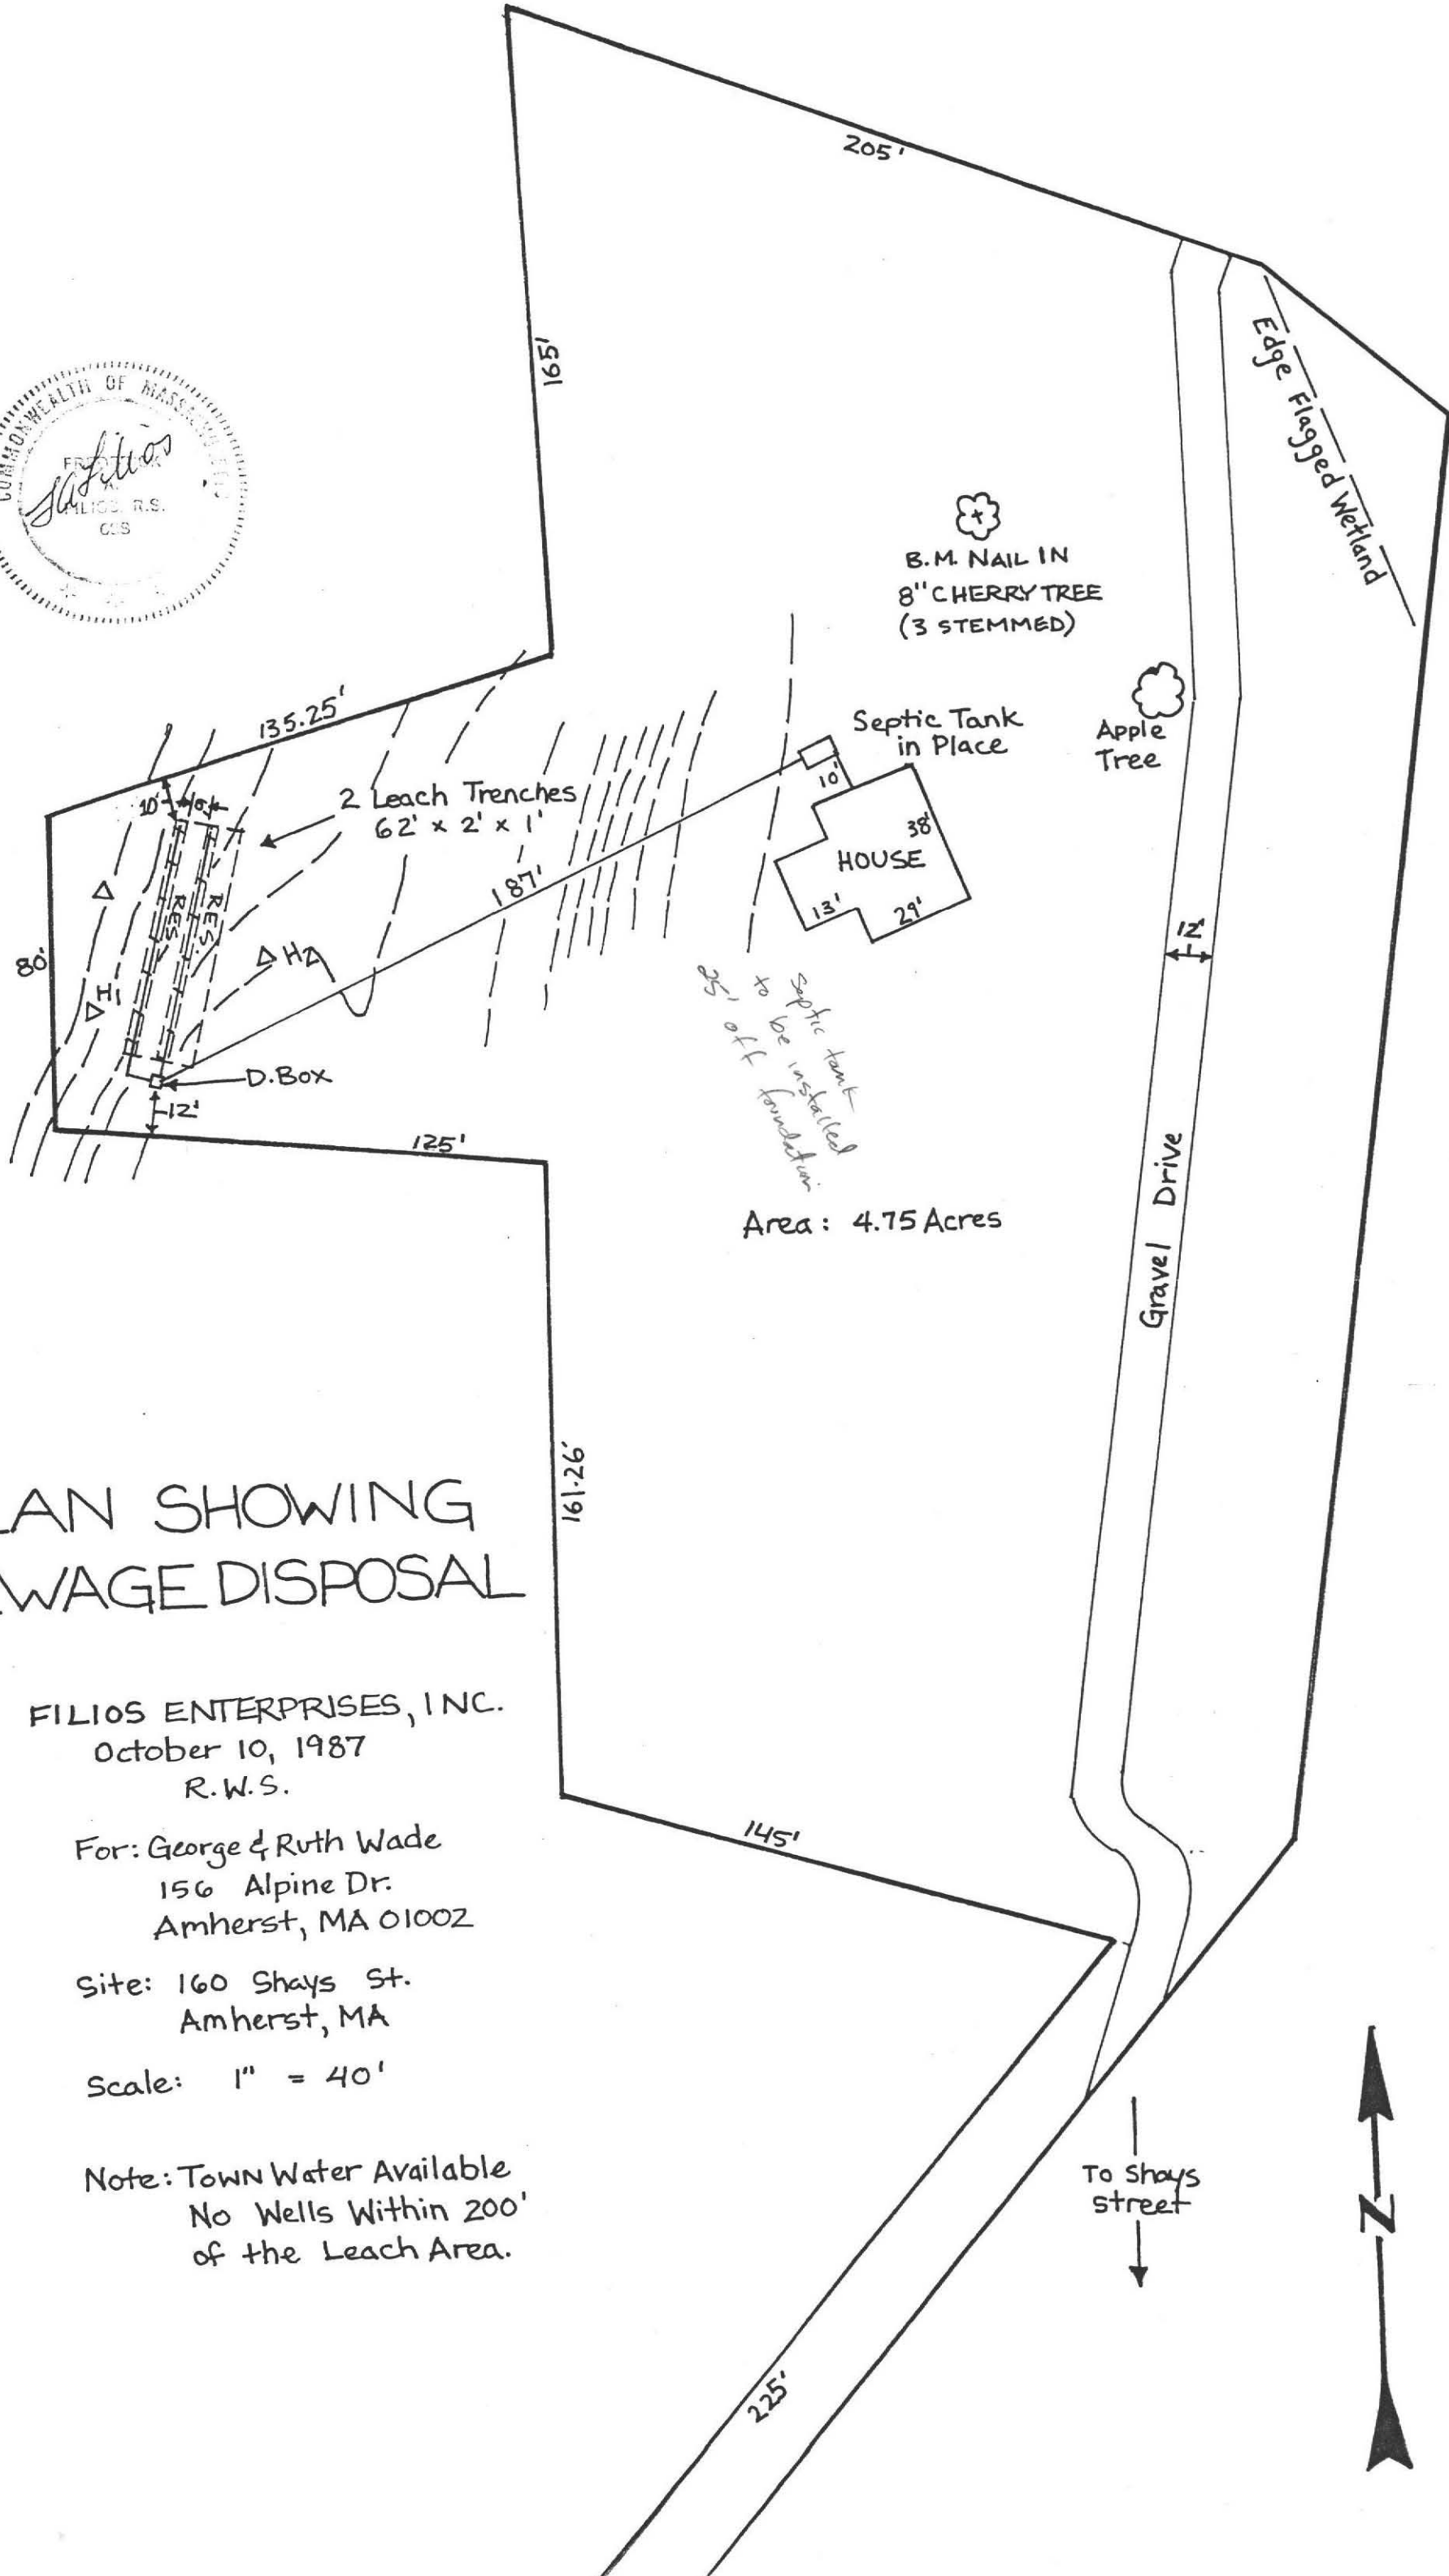 205'
165'
COMMONWEALTH OF
R.S.
Edge Flagged Wetland
B.M. NAIL IN
8" CHERRY TREE
(3 STEMMED)
135.25'
Septic Tank
in Place
Apple
Tree
10'
10'
2 Leach Trenches
62' x 2' x 1'
38'
HOUSE
187'
13'
29'
RES.
RES.
12'
80'
H
H
septic tank
to be installed
25' off foundation
D.Box
12'
125'
Area: 4.75 Acres
Gravel Drive
161.26'
LAN SHOWING
WAGE DISPOSAL
FILIOS ENTERPRISES, INC.
October 10, 1987
R.W.S.
For: George & Ruth Wade
156 Alpine Dr.
Amherst, MA 01002
Site: 160 Shays St.
Amherst, MA
Scale: 1" = 40'
Note: Town Water Available
No Wells Within 200'
of the Leach Area.
145'
To Shays
Street
N
225'